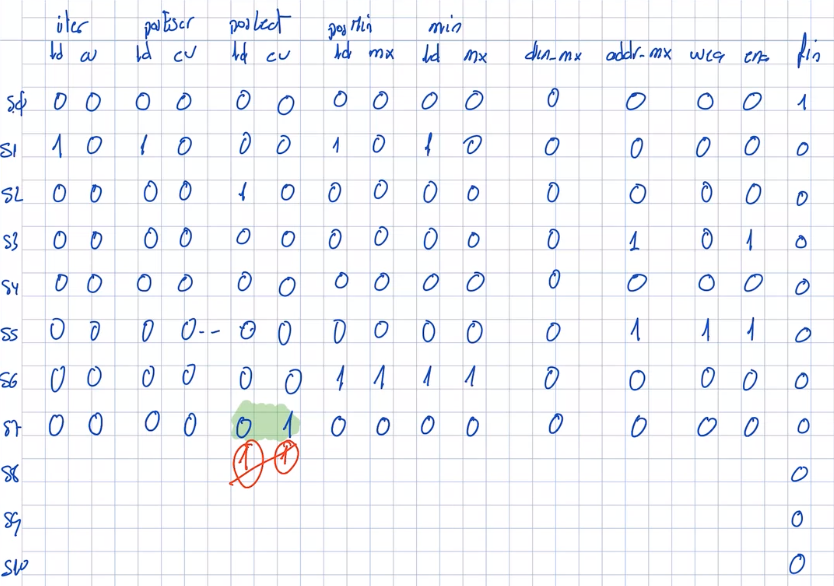 iter postscr postlect posmin min
ld cu ld cu ld cu ld mx ld mx din_mx addr_mx weg ena fin
S0 0 0 0 0 0 0 0 0 0 0 0 0 0 0 1
S1 1 0 1 0 0 0 1 0 1 0 0 0 0 0 0
S2 0 0 0 0 1 0 0 0 0 0 0 0 0 0 0
S3 0 0 0 0 0 0 0 0 0 0 0 1 0 1 0
S4 0 0 0 0 0 0 0 0 0 0 0 0 0 0 0
S5 0 0 0 0-- 0 0 0 0 0 0 0 1 1 1 0
S6 0 0 0 0 0 0 1 1 1 1 0 0 0 0 0
S7 0 0 0 0 0 1 0 0 0 0 0 0 0 0 0
S8 1 1 0
S9 0
S10 0